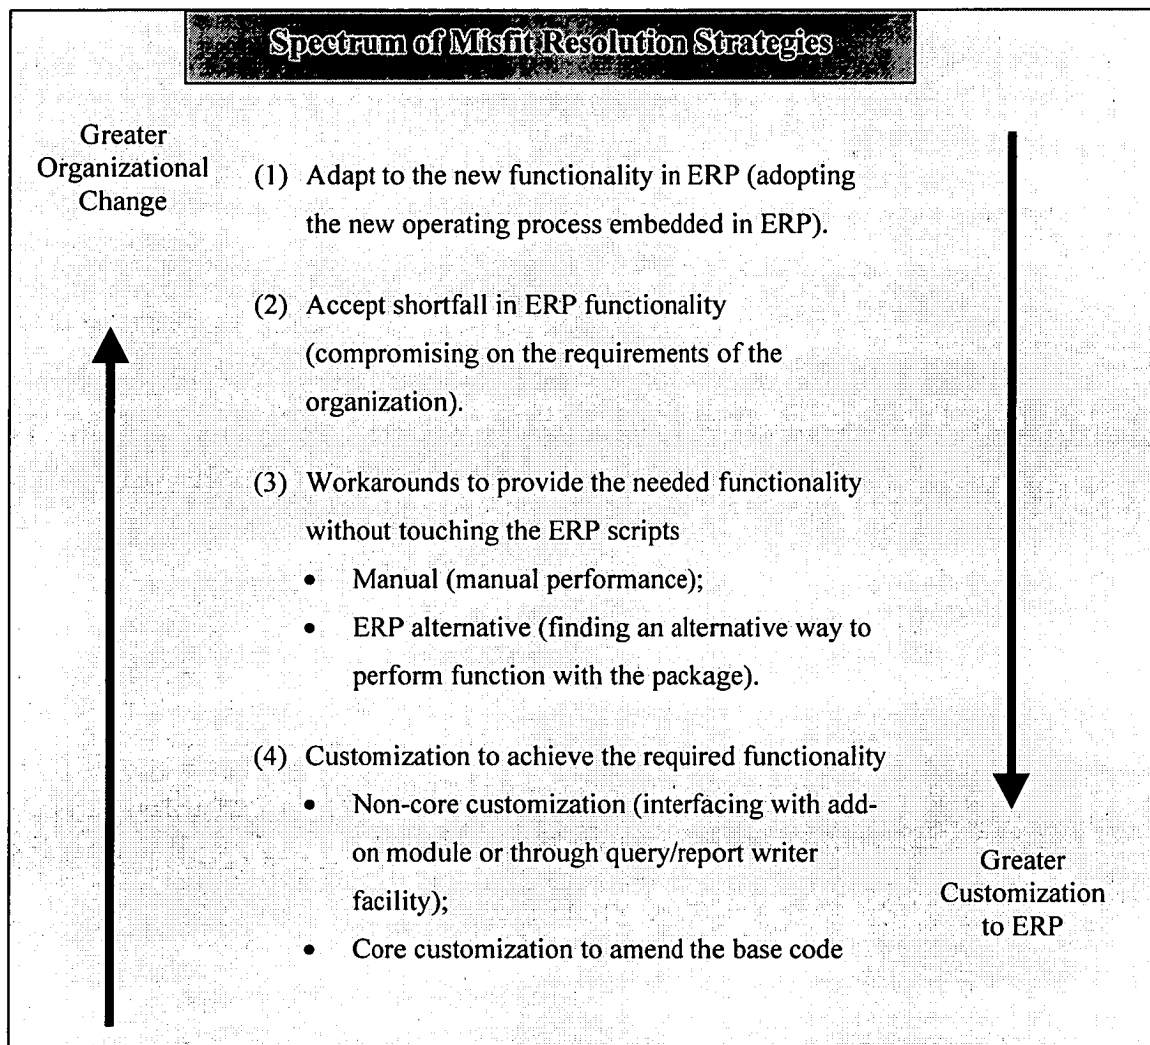 Spectrum of Misfit Resolution Strategies
Greater
Organizational
Change
(1) Adapt to the new functionality in ERP (adopting
the new operating process embedded in ERP).
(2) Accept shortfall in ERP functionality
(compromising on the requirements of the
organization).
(3) Workarounds to provide the needed functionality
without touching the ERP scripts
• Manual (manual performance);
• ERP alternative (finding an alternative way to
perform function with the package).
(4) Customization to achieve the required functionality
• Non-core customization (interfacing with add-
on module or through query/report writer
facility);
• Core customization to amend the base code
Greater
Customization
to ERP